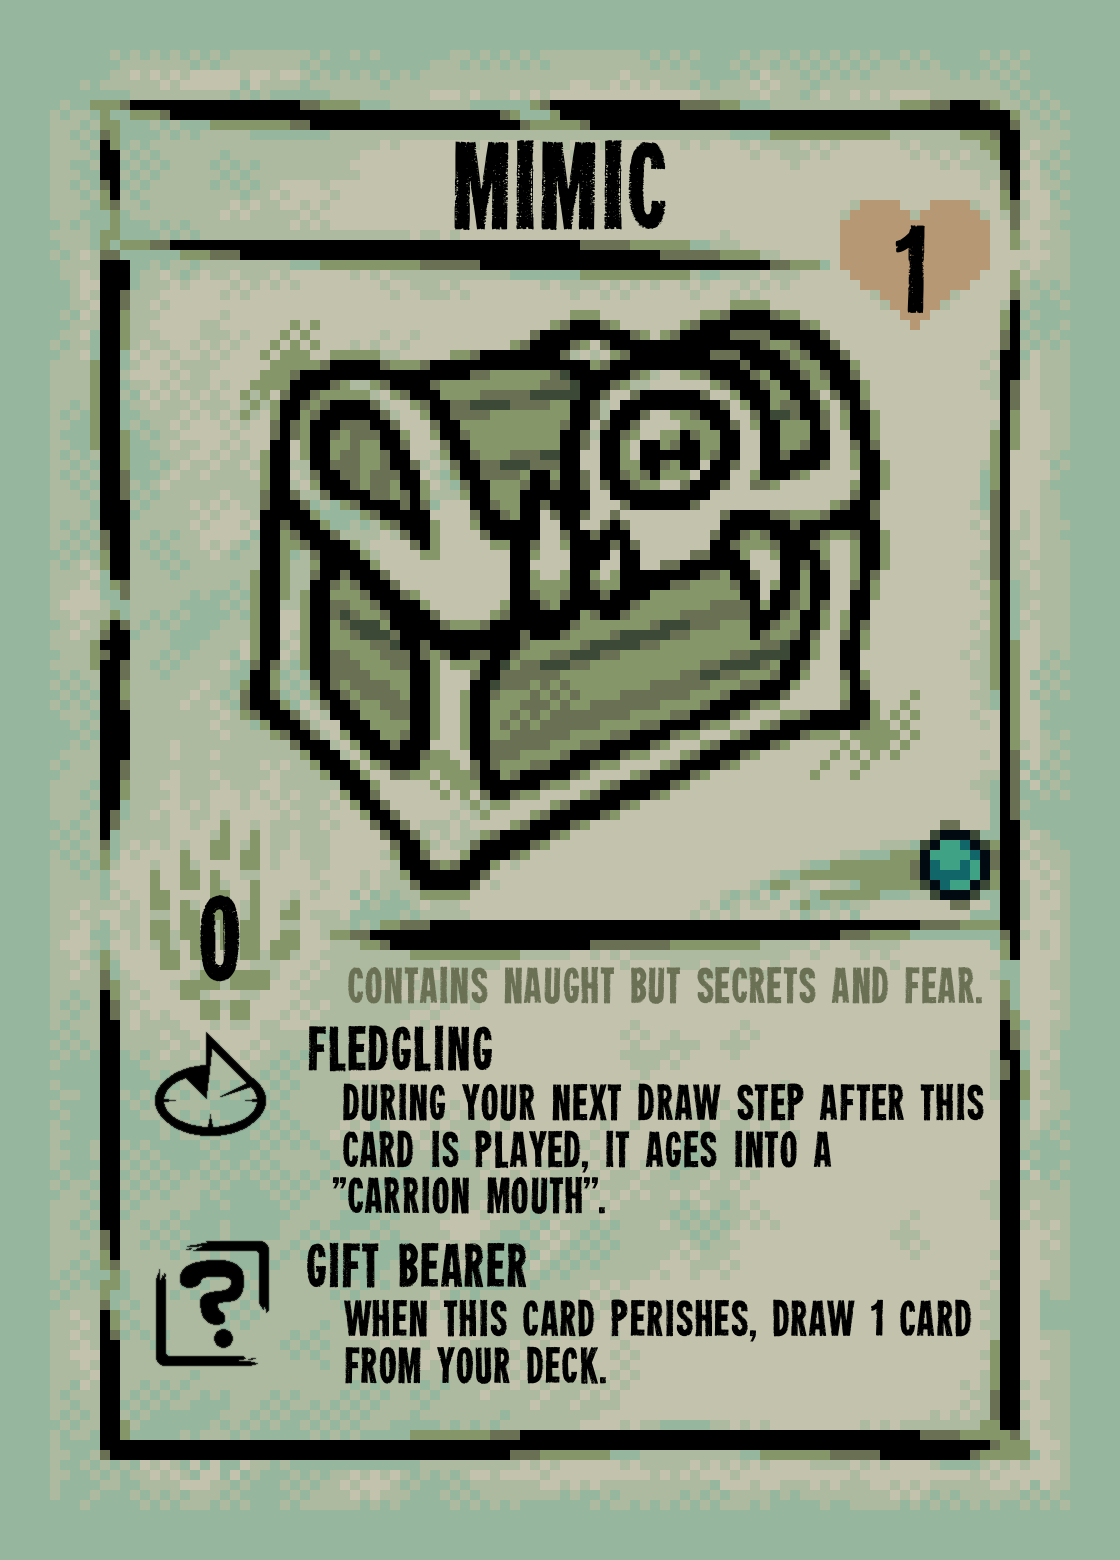 MIMIC
1
0
CONTAINS NAUGHT BUT SECRETS AND FEAR.
FLEDGLING
DURING YOUR NEXT DRAW STEP AFTER THIS
CARD IS PLAYED, IT AGES INTO A
"CARRION MOUTH".
GIFT BEARER
?
WHEN THIS CARD PERISHES, DRAW 1 CARD
FROM YOUR DECK.